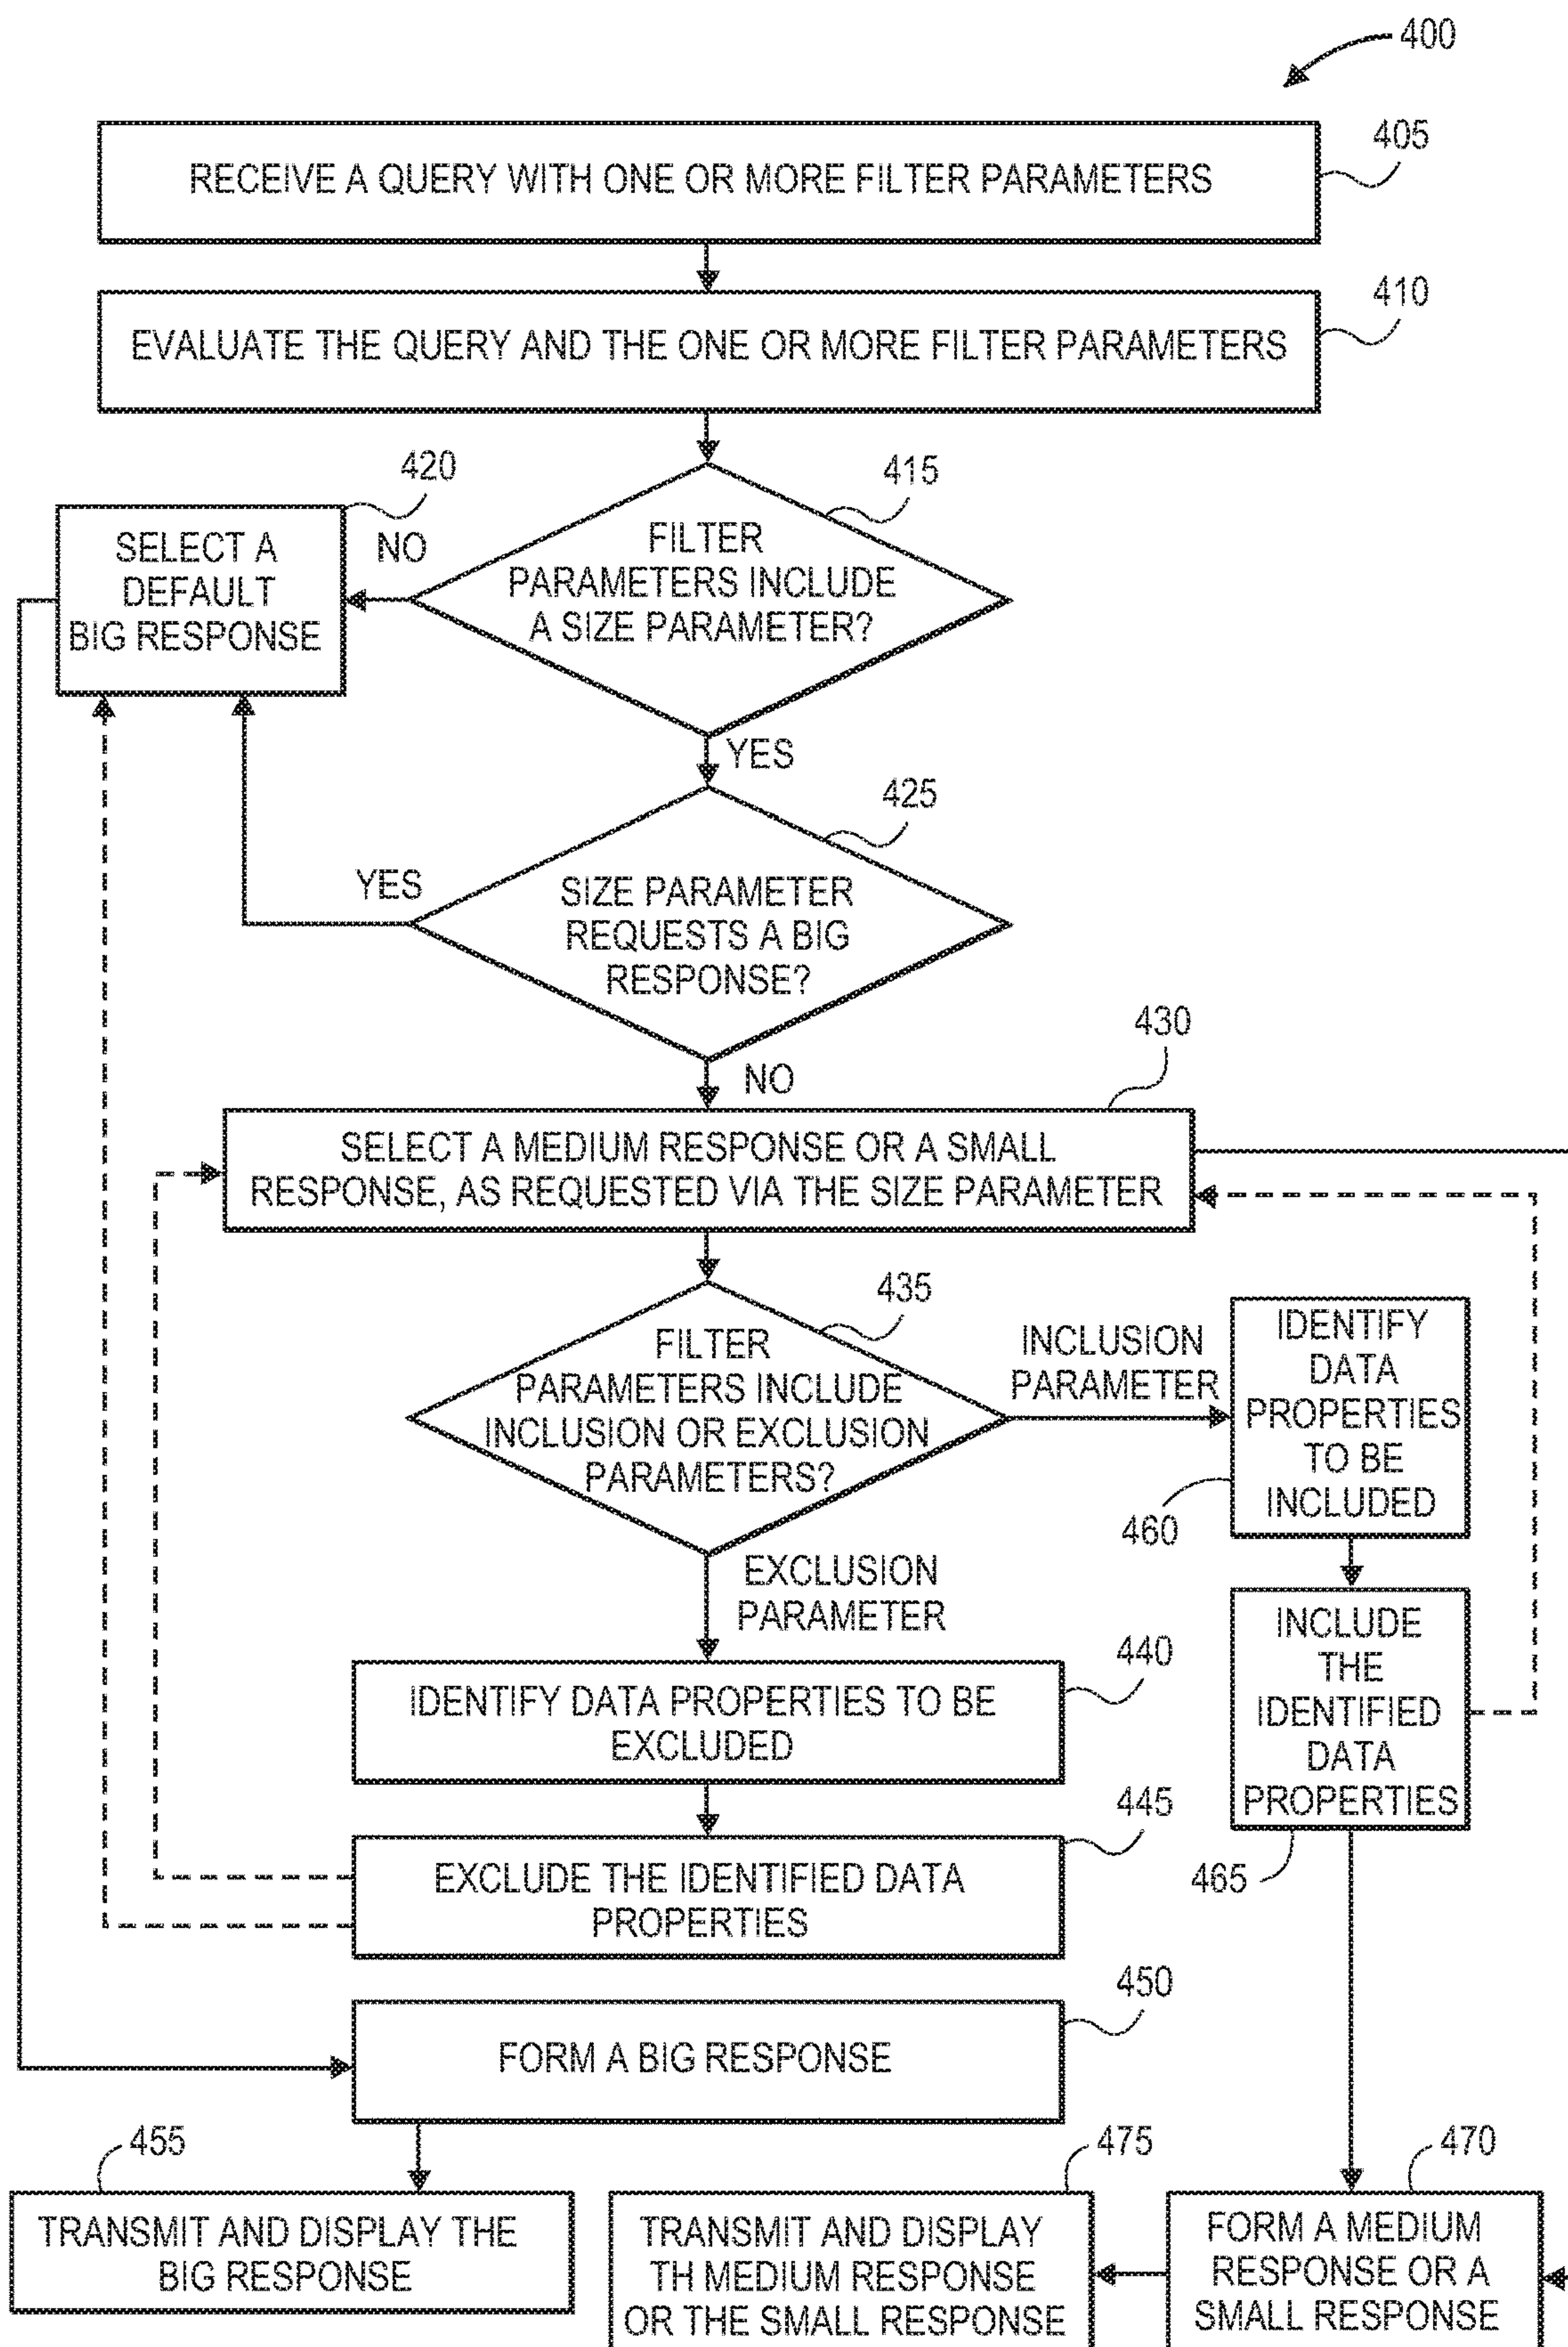 400
405
RECEIVE A QUERY WITH ONE OR MORE FILTER PARAMETERS
410
EVALUATE THE QUERY AND THE ONE OR MORE FILTER PARAMETERS
420
415
SELECT A
DEFAULT
BIG RESPONSE
NO
FILTER
PARAMETERS INCLUDE
A SIZE PARAMETER?
YES
425
YES
SIZE PARAMETER
REQUESTS A BIG
RESPONSE?
430
NO
SELECT A MEDIUM RESPONSE OR A SMALL
RESPONSE, AS REQUESTED VIA THE SIZE PARAMETER
435
FILTER
PARAMETERS INCLUDE
INCLUSION OR EXCLUSION
PARAMETERS?
INCLUSION
PARAMETER
IDENTIFY
DATA
PROPERTIES
TO BE
INCLUDED
460
EXCLUSION
PARAMETER
INCLUDE
THE
IDENTIFIED
DATA
PROPERTIES
465
440
IDENTIFY DATA PROPERTIES TO BE
EXCLUDED
445
EXCLUDE THE IDENTIFIED DATA
PROPERTIES
450
FORM A BIG RESPONSE
455
TRANSMIT AND DISPLAY THE
BIG RESPONSE
475
TRANSMIT AND DISPLAY
TH MEDIUM RESPONSE
OR THE SMALL RESPONSE
470
FORM A MEDIUM
RESPONSE OR A
SMALL RESPONSE